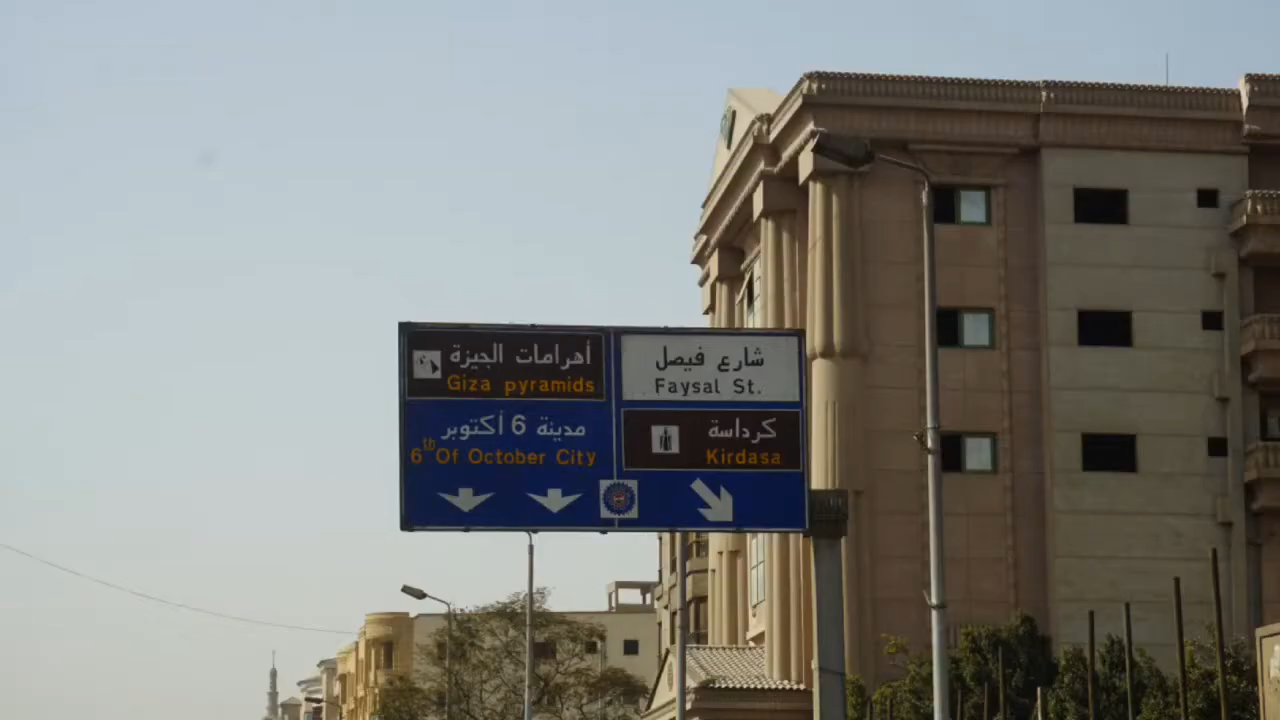 أهرامات الجيزة
Giza pyramids
مدينة 6 أكتوبر
6th Of October City
شارع فيصل
Faysal St.
كرداسة
Kirdasa